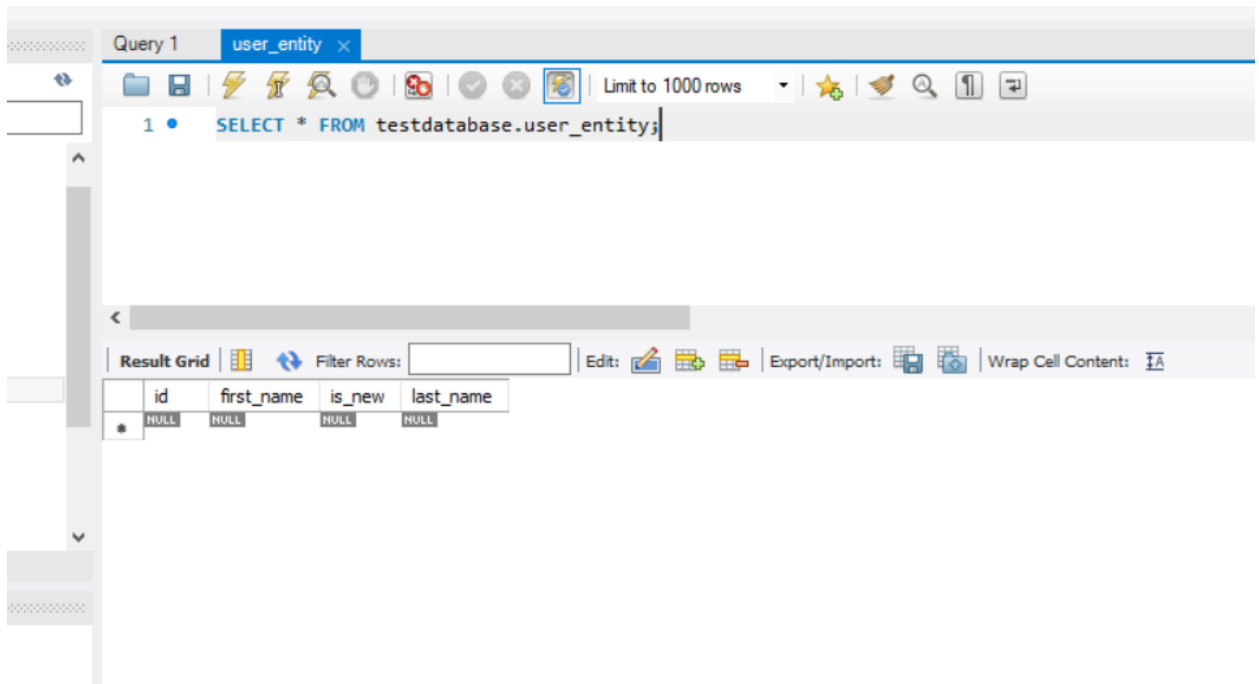 Query 1 user_entity ×
Limit to 1000 rows
1 SELECT * FROM testdatabase.user_entity;
Result Grid Filter Rows: Edit: Export/Import: Wrap Cell Content: IA
id first_name is_new last_name
NULL NULL NULL NULL